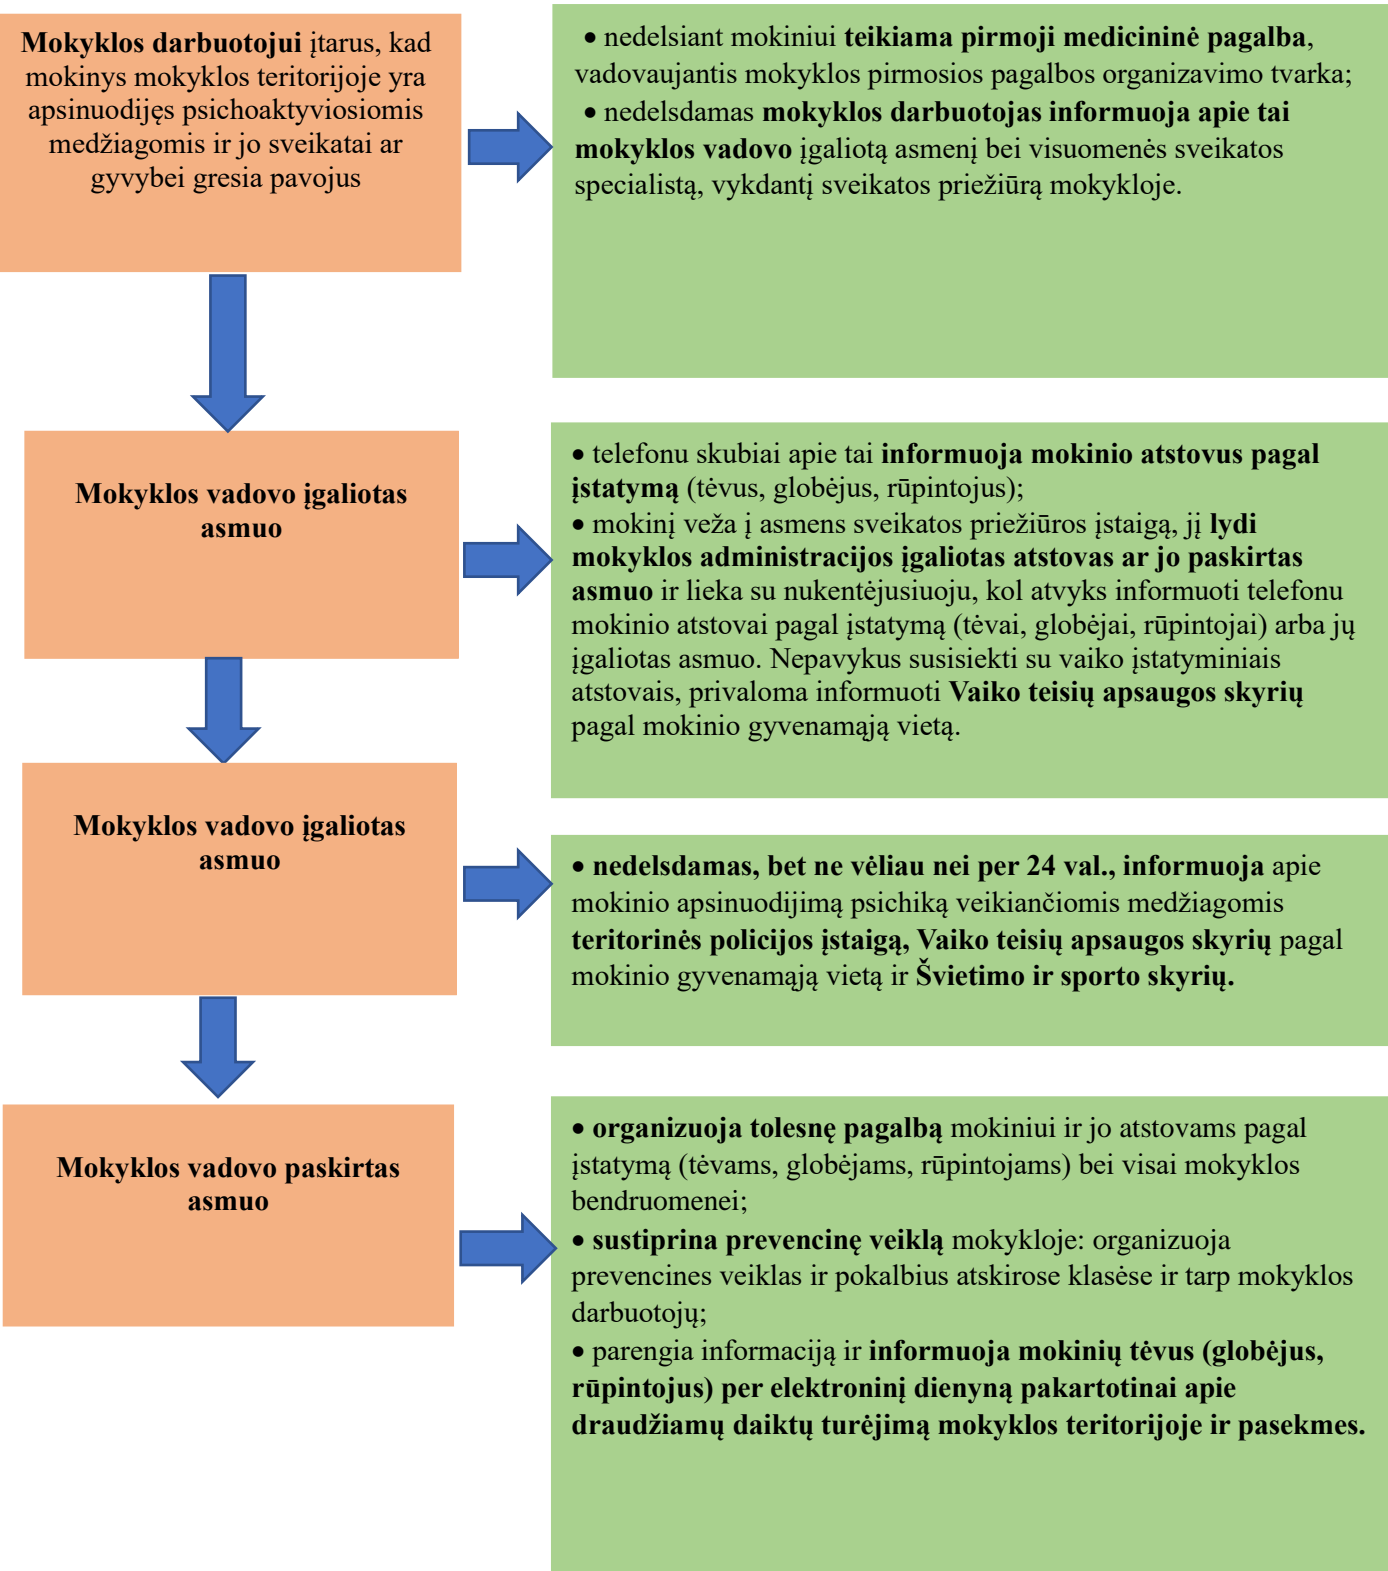 Mokyklos darbuotojui įtarus, kad
mokinys mokyklos teritorijoje yra
apsinuodijęs psichoaktyviosiomis
medžiagomis ir jo sveikatai ar
gyvybei gresia pavojus
• nedelsiant mokiniui teikiama pirmoji medicininė pagalba,
vadovaujantis mokyklos pirmosios pagalbos organizavimo tvarka;
• nedelsdamas mokyklos darbuotojas informuoja apie tai
mokyklos vadovo įgaliotą asmenį bei visuomenės sveikatos
specialistą, vykdantį sveikatos priežiūrą mokykloje.
Mokyklos vadovo įgaliotas
asmuo
• telefonu skubiai apie tai informuoja mokinio atstovus pagal
įstatymą (tėvus, globėjus, rūpintojus);
• mokinį veža į asmens sveikatos priežiūros įstaigą, jį lydi
mokyklos administracijos įgaliotas atstovas ar jo paskirtas
asmuo ir lieka su nukentėjusiuoju, kol atvyks informuoti telefonu
mokinio atstovai pagal įstatymą (tėvai, globėjai, rūpintojai) arba jų
įgaliotas asmuo. Nepavykus susisiekti su vaiko įstatyminiais
atstovais, privaloma informuoti Vaiko teisių apsaugos skyrių
pagal mokinio gyvenamąją vietą.
Mokyklos vadovo įgaliotas
asmuo
• nedelsdamas, bet ne vėliau nei per 24 val., informuoja apie
mokinio apsinuodijimą psichiką veikiančiomis medžiagomis
teritorinės policijos įstaigą, Vaiko teisių apsaugos skyrių pagal
mokinio gyvenamąją vietą ir Švietimo ir sporto skyrių.
Mokyklos vadovo paskirtas
asmuo
• organizuoja tolesnę pagalbą mokiniui ir jo atstovams pagal
įstatymą (tėvams, globėjams, rūpintojams) bei visai mokyklos
bendruomenei;
• sustiprina prevencinę veiklą mokykloje: organizuoja
prevencines veiklas ir pokalbius atskirose klasėse ir tarp mokyklos
darbuotojų;
• parengia informaciją ir informuoja mokinių tėvus (globėjus,
rūpintojus) per elektroninį dienyną pakartotinai apie
draudžiamų daiktų turėjimą mokyklos teritorijoje ir pasekmes.